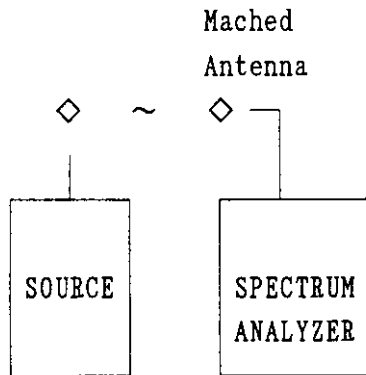 Mached
Antenna
~
SOURCE
SPECTRUM
ANALYZER